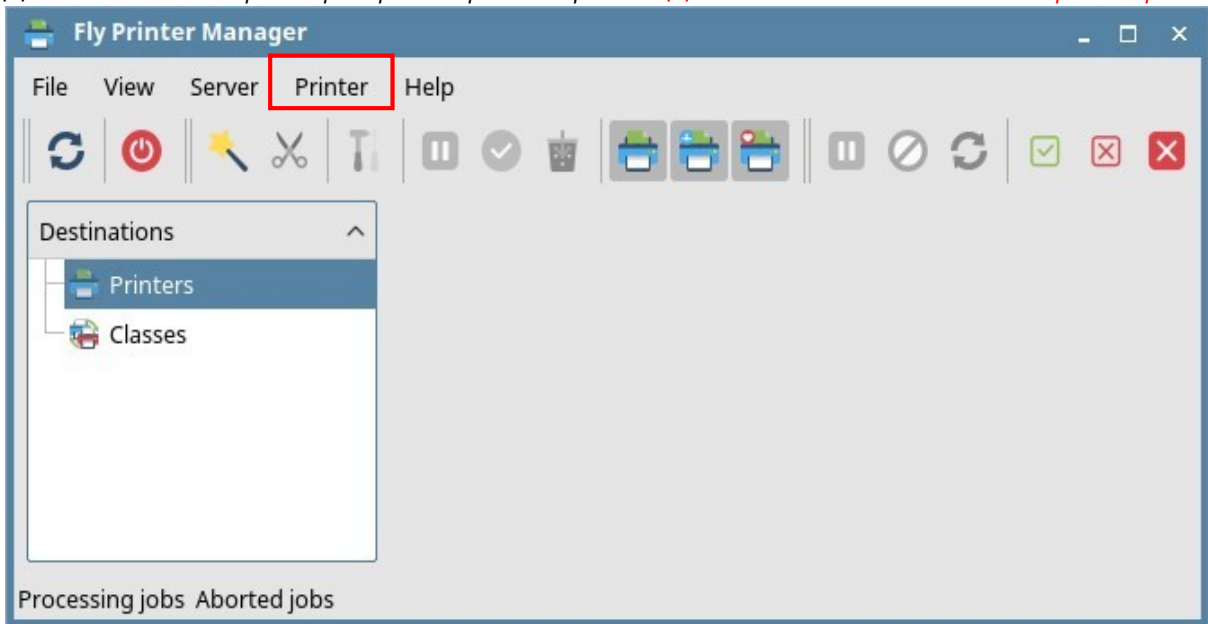 Fly Printer Manager
File View Server Printer Help
Destinations
Printers
Classes
Processing jobs Aborted jobs